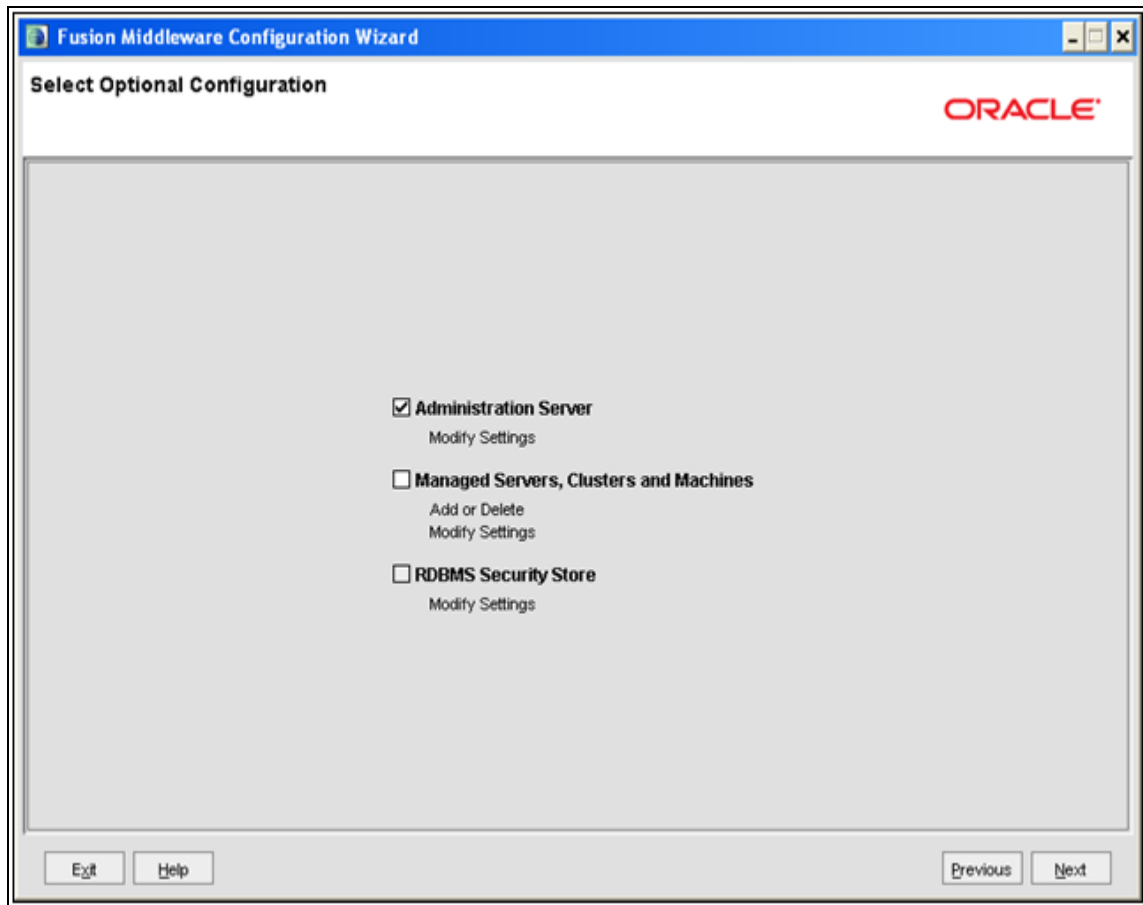 Fusion Middleware Configuration Wizard
Select Optional Configuration
ORACLE
Administration Server
Modify Settings
Managed Servers, Clusters and Machines
Add or Delete
Modify Settings
RDBMS Security Store
Modify Settings
Exit
Help
Previous
Next